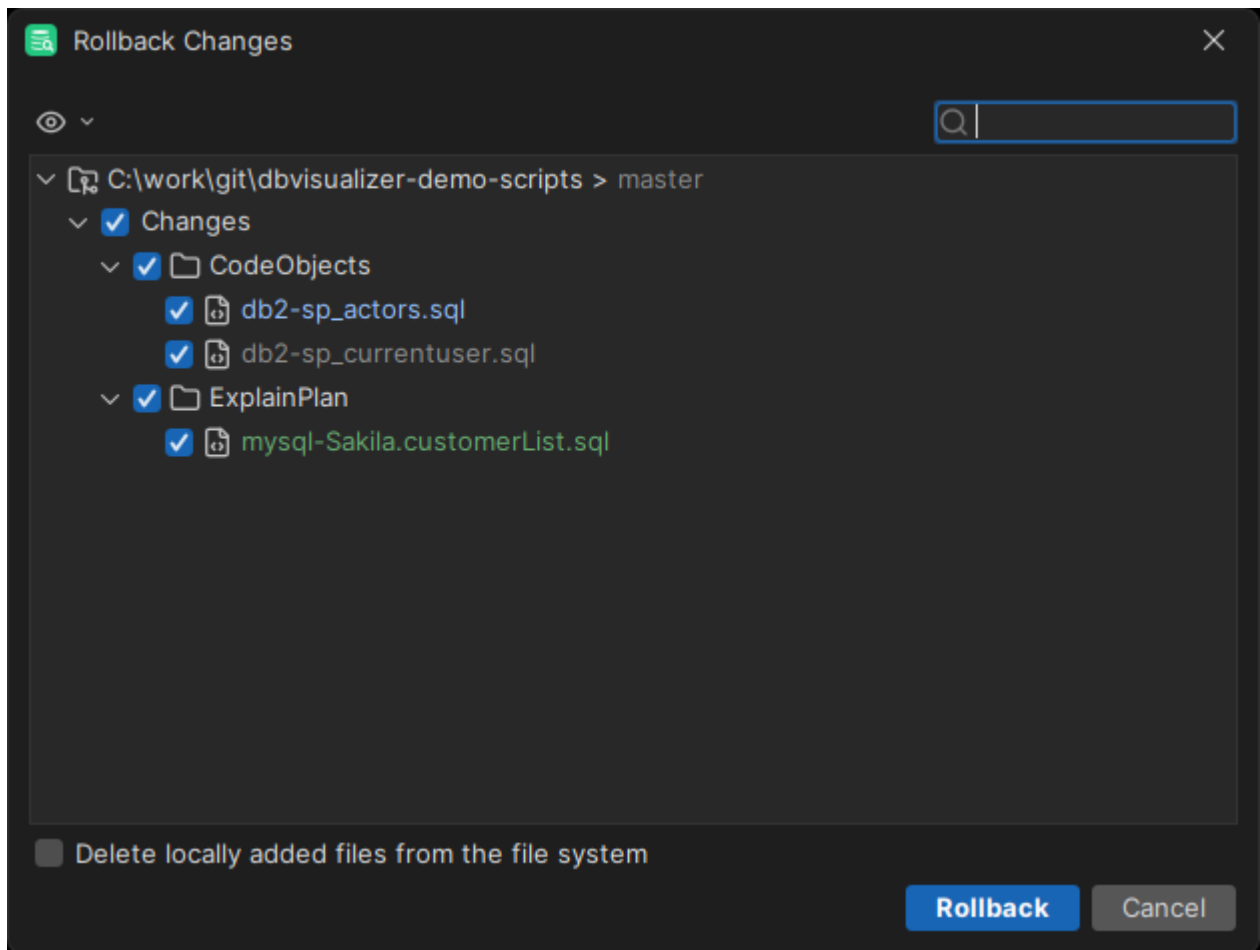 Rollback Changes
C:\work\git\dbvisualizer-demo-scripts > master
Changes
CodeObjects
db2-sp_actors.sql
db2-sp_currentuser.sql
ExplainPlan
mysql-Sakila.customerList.sql
Delete locally added files from the file system
Rollback Cancel